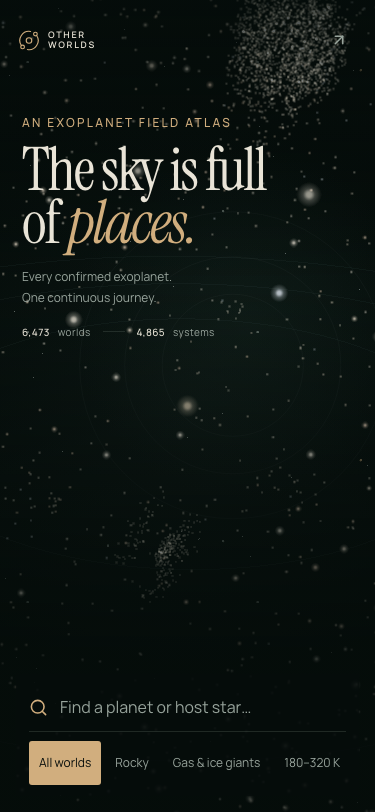 OTHER
WORLDS
AN EXOPLANET FIELD ATLAS
The sky is full
of places.
Every confirmed exoplanet.
One continuous journey.
6,473 worlds 4,865 systems
Find a planet or host star…
All worlds Rocky Gas & ice giants 180–320 K